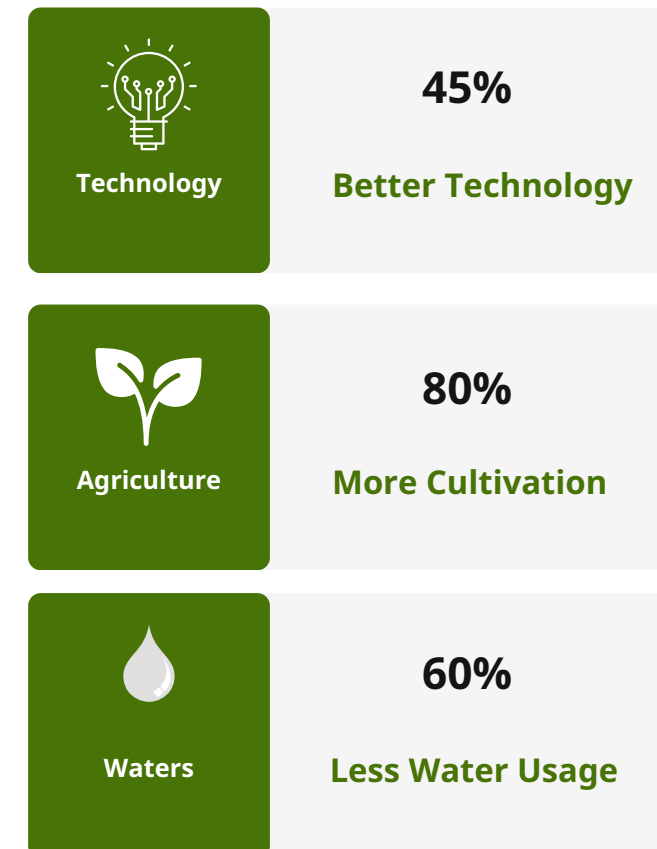 45%
Technology
Better Technology
80%
Agriculture
More Cultivation
60%
Waters
Less Water Usage